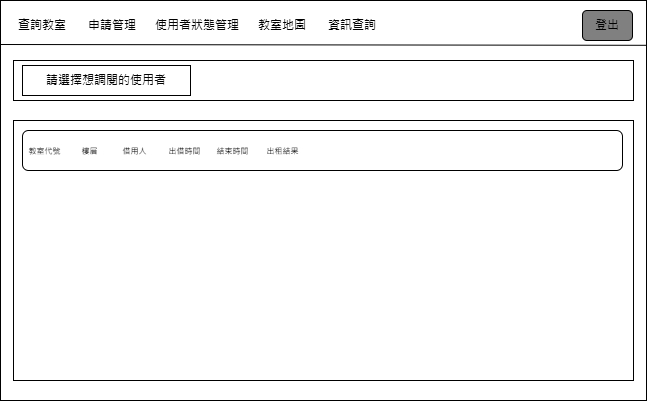 查詢教室 申請管理 使用者狀態管理 教室地圖 資訊查詢 登出
請選擇想調閱的使用者
教室代號 樓層 借用人 出借時間 結束時間 出租結果